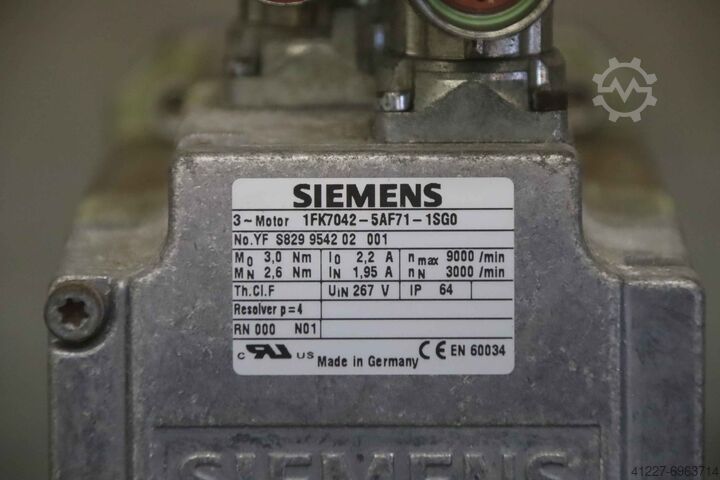 SIEMENS
3~Motor 1FK7042-5AF71-1SG0
No.YF S829 9542 02 001
M0 3,0 Nm I0 2,2 A nmax 9000 /min
MN 2,6 Nm IN 1,95 A nN 3000 /min
Th.Cl.F UIN 267 V IP 64
Resolver p=4
RN 000 N01
c RU US Made in Germany CE EN 60034
SIEMENS
41227-6963714